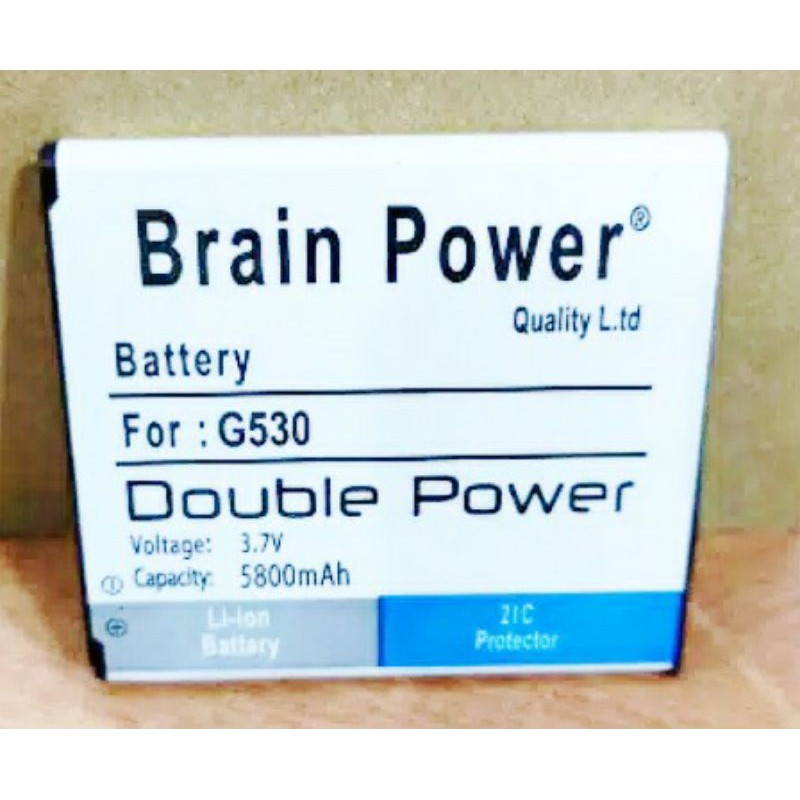 Brain Power®
Quality L.td
Battery
For : G530
Double Power
Voltage: 3.7V
Capacity: 5800mAh
Li-Ion
Battery
2IC
Protector